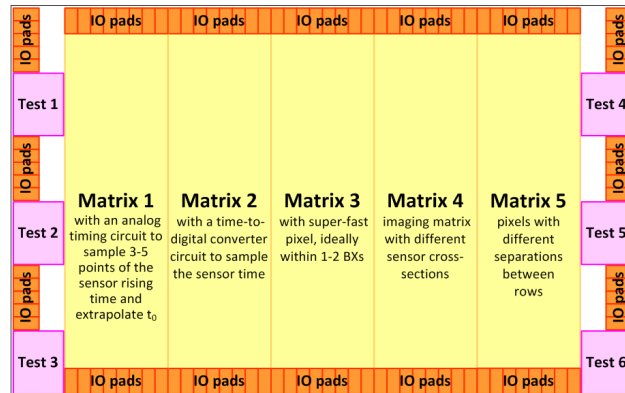 IO pads
IO pads
IO pads
IO pads
IO pads
IO pads
IO pads
Test 1
Test 4
IO pads
IO pads
Matrix 1
with an analog
timing circuit to
sample 3-5
points of the
sensor rising
time and
extrapolate t₀
Matrix 2
with a time-to-
digital converter
circuit to sample
the sensor time
Matrix 3
with super-fast
pixel, ideally
within 1-2 BXs
Matrix 4
imaging matrix
with different
sensor cross-
sections
Matrix 5
pixels with
different
separations
between
rows
Test 2
Test 5
IO pads
IO pads
Test 3
Test 6
IO pads
IO pads
IO pads
IO pads
IO pads